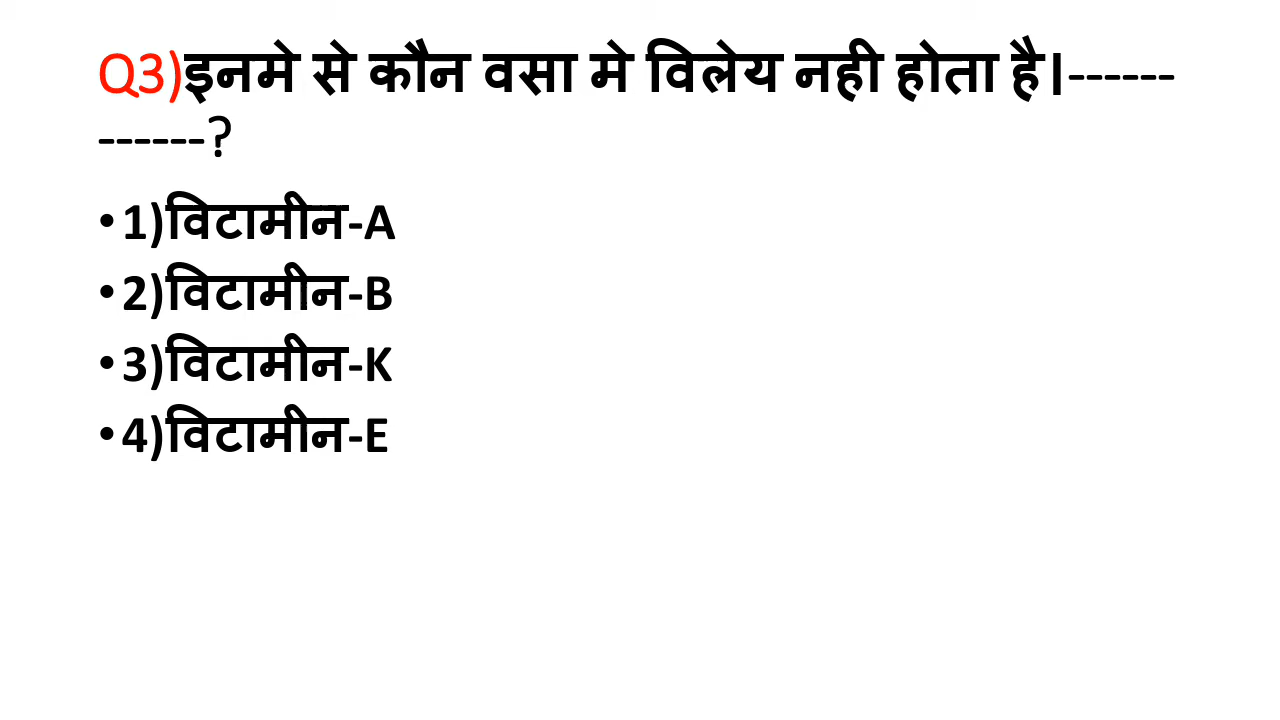 Q3)इनमे से कौन वसा मे विलेय नही होता है।------
------?
•1)विटामीन-A
•2)विटामीन-B
•3)विटामीन-K
•4)विटामीन-E